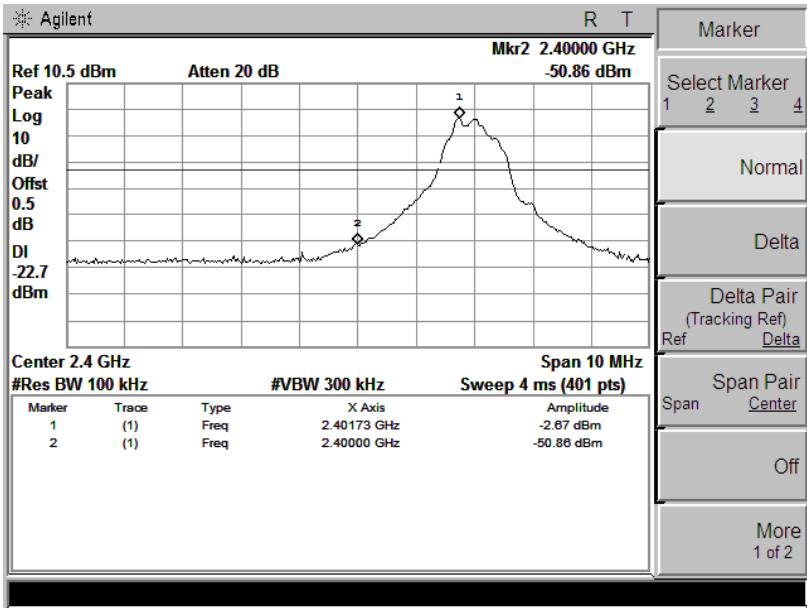 Agilent R T
Mkr2 2.40000 GHz
Ref 10.5 dBm Atten 20 dB -50.86 dBm
Peak
Log
10
dB/
Offst
0.5
dB
DI
-22.7
dBm
1
2
Center 2.4 GHz Span 10 MHz
#Res BW 100 kHz #VBW 300 kHz Sweep 4 ms (401 pts)
Marker Trace Type X Axis Amplitude
1 (1) Freq 2.40173 GHz -2.67 dBm
2 (1) Freq 2.40000 GHz -50.86 dBm
Marker
Select Marker
1 2 3 4
Normal
Delta
Delta Pair
(Tracking Ref)
Ref Delta
Span Pair
Span Center
Off
More
1 of 2